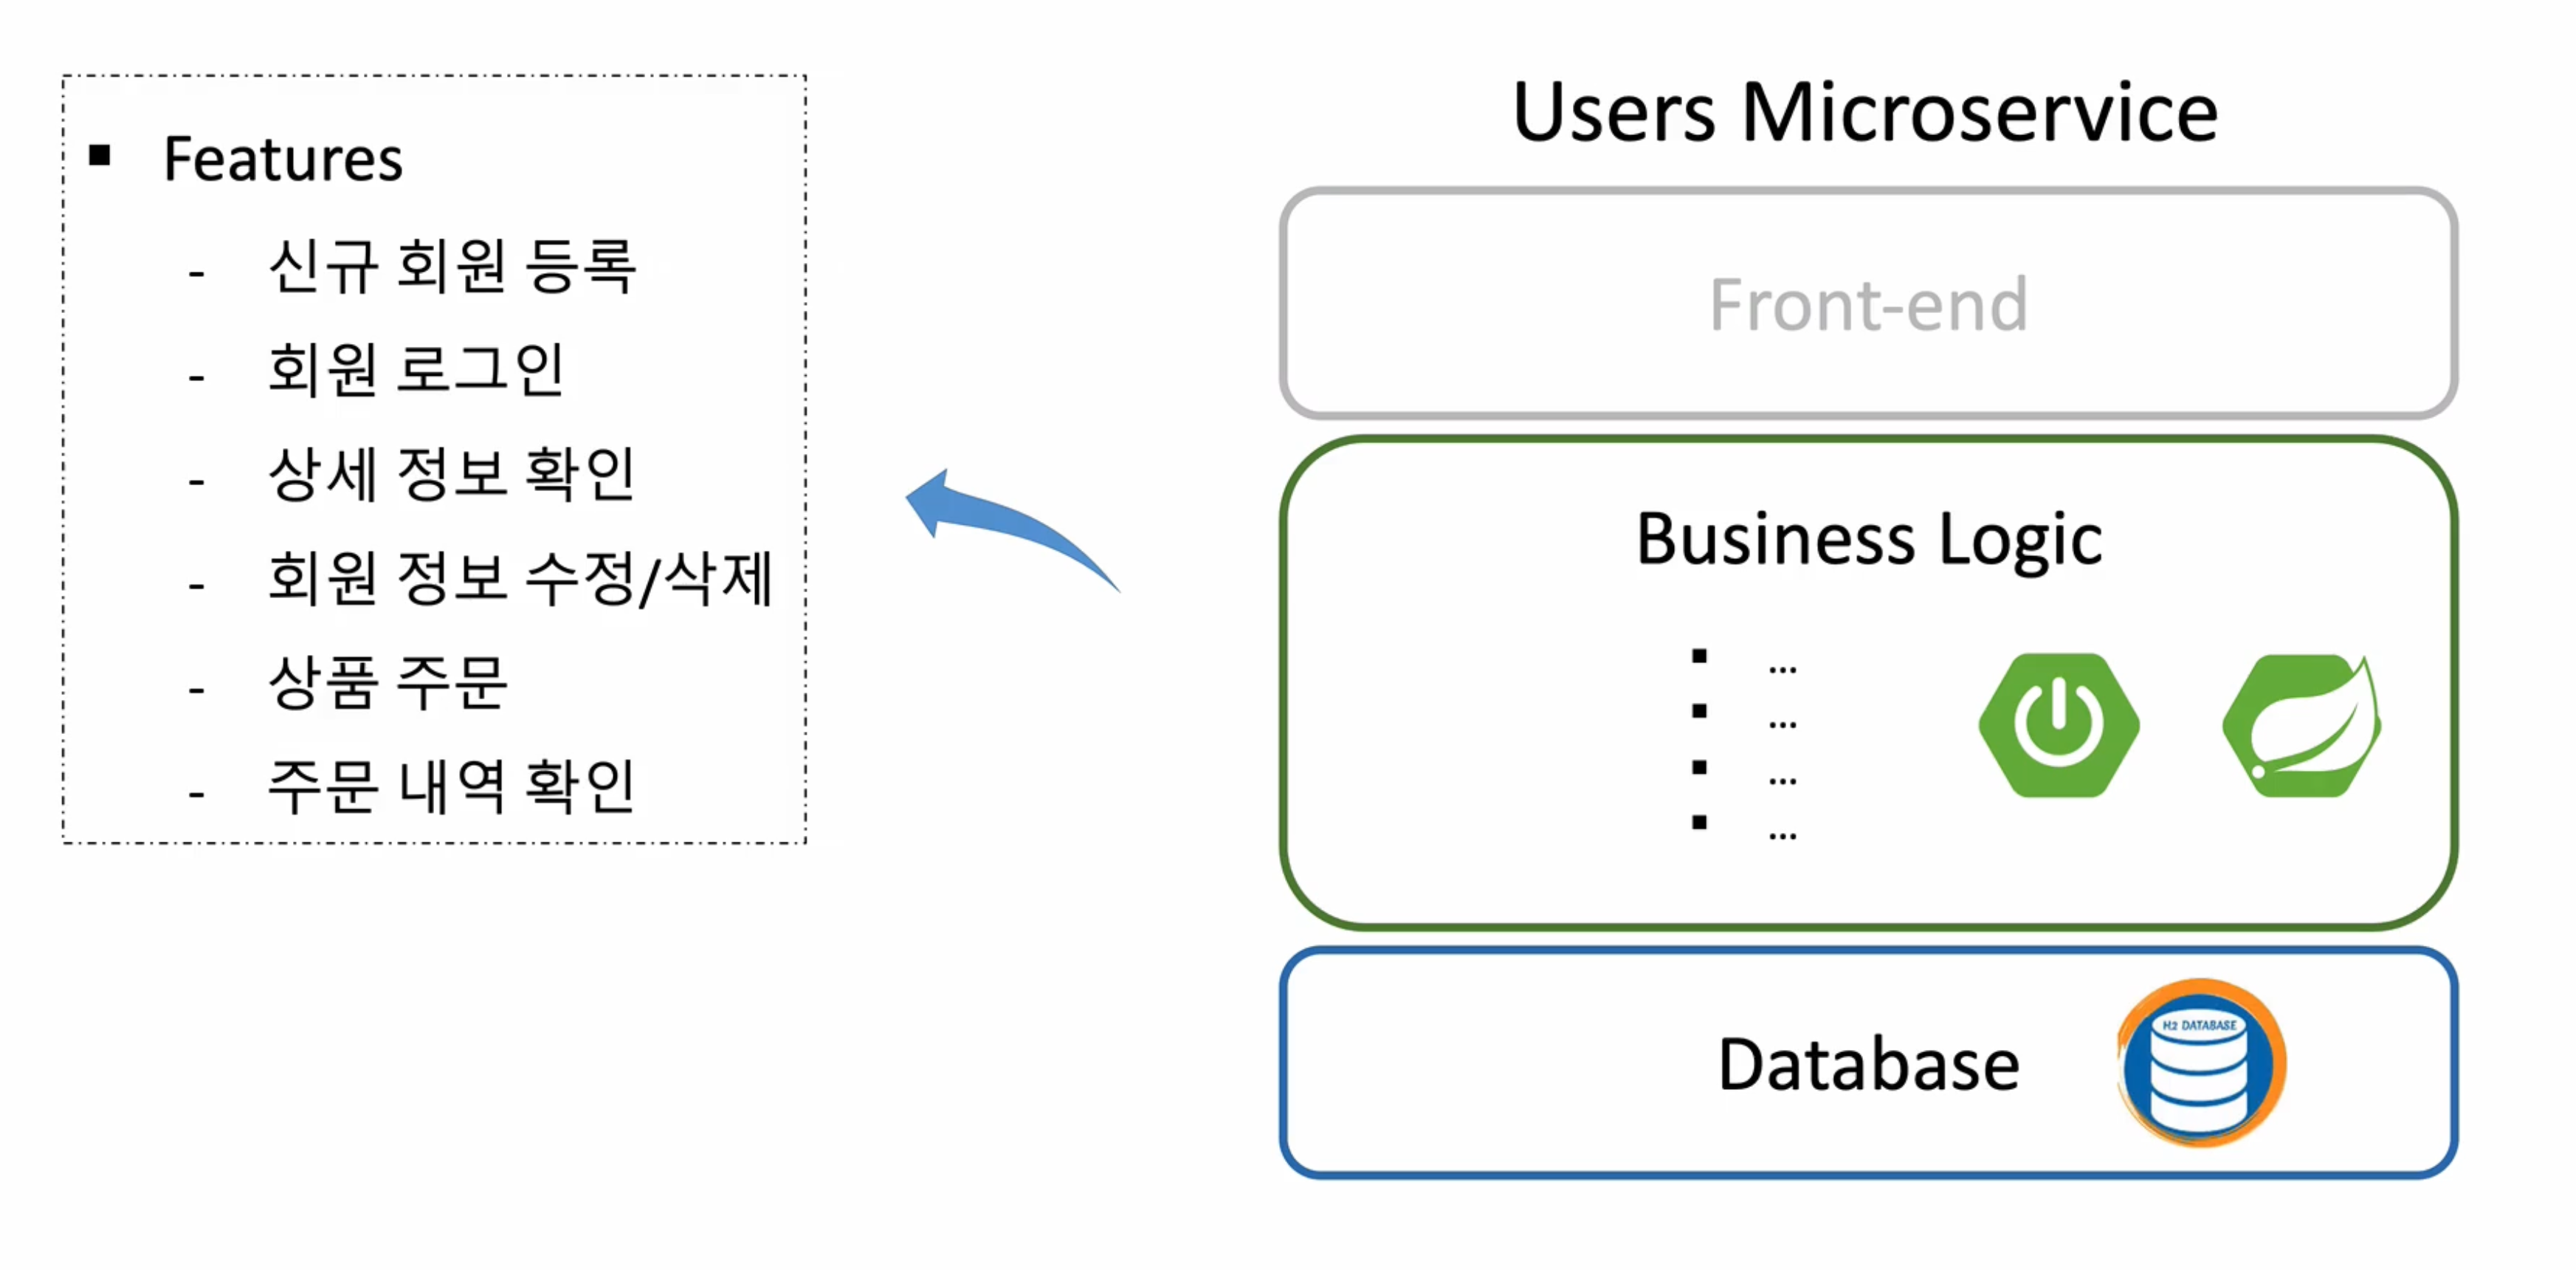 ▪ Features
- 신규 회원 등록
- 회원 로그인
- 상세 정보 확인
- 회원 정보 수정/삭제
- 상품 주문
- 주문 내역 확인
Users Microservice
Front-end
Business Logic
▪ ...
▪ ...
▪ ...
▪ ...
Database
H2 DATABASE